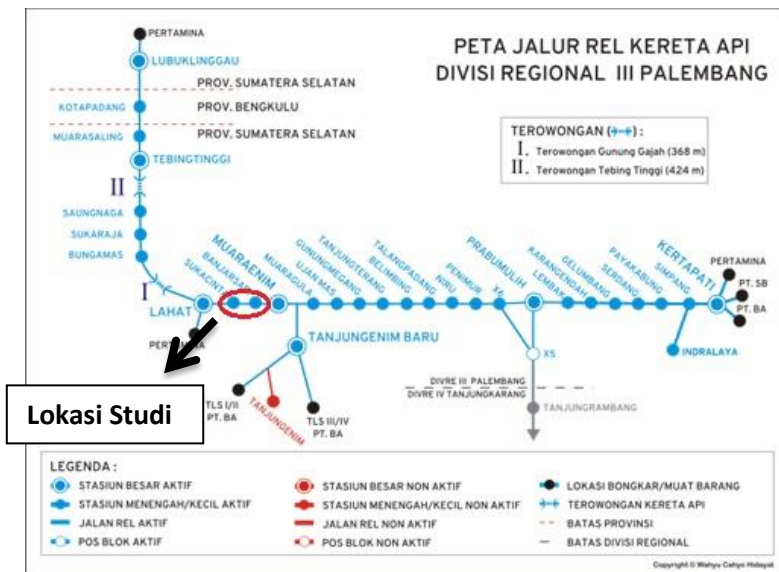 PERTAMINA
LUBUKLINGGAU
PETA JALUR REL KERETA API
DIVISI REGIONAL III PALEMBANG
PROV. SUMATERA SELATAN
KOTAPADANG
PROV. BENGKULU
MUARASALING
PROV. SUMATERA SELATAN
TEROWONGAN ( ) :
I. Terowongan Gunung Gajah (368 m)
II. Terowongan Tebing Tinggi (424 m)
TEBINGTINGGI
II
SAUNGNAGA
SUKARAJA
BUNGAMAS
I
LAHAT
SUKACINTA
MUARAENIM
MUARAGULA
GUNUNGMEGANG
UJAN MAS
TANJUNGTERANG
BELIMBING
TALANGPADANG
NIRU
PENIMUR
X6
PRABUMULIH
LEMBAK
KARANGENDAH
GELUMBANG
SERDANG
PAYAKABUNG
SIMPANG
KERTAPATI
PERTAMINA
PT. SB
PT. BA
INDRALAYA
TANJUNGENIM BARU
X5
DIVRE III PALEMBANG
DIVRE IV TANJUNGKARANG
TANJUNGRAMBANG
Lokasi Studi
TLS I/II
PT. BA
TANJUNGENIM
TLS III/IV
PT. BA
LEGENDA :
STASIUN BESAR AKTIF
STASIUN MENENGAH/KECIL AKTIF
JALAN REL AKTIF
POS BLOK AKTIF
STASIUN BESAR NON AKTIF
STASIUN MENENGAH/KECIL NON AKTIF
JALAN REL NON AKTIF
POS BLOK NON AKTIF
LOKASI BONGKAR/MUAT BARANG
TEROWONGAN KERETA API
BATAS PROVINSI
BATAS DIVISI REGIONAL
Copyright © Wahyu Cahyo Hidayat